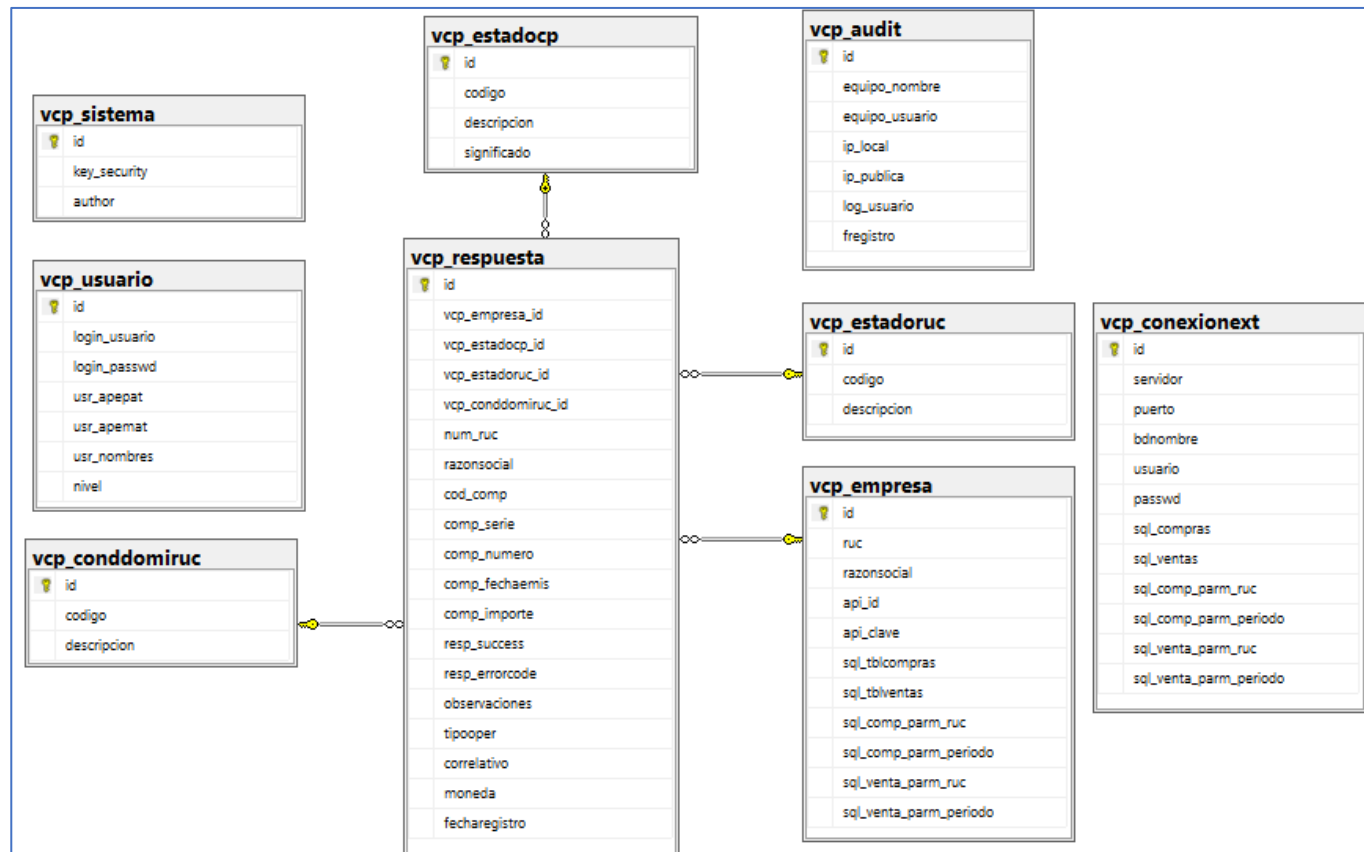 vcp_estadocp
id
codigo
descripcion
significado
vcp_audit
id
equipo_nombre
equipo_usuario
ip_local
ip_publica
log_usuario
fregistro
vcp_sistema
id
key_security
author
vcp_usuario
id
login_usuario
login_passwd
usr_apepat
usr_apemat
usr_nombres
nivel
vcp_respuesta
id
vcp_empresa_id
vcp_estadocp_id
vcp_estadoruc_id
vcp_conddomiruc_id
num_ruc
razonsocial
cod_comp
comp_serie
comp_numero
comp_fechaemis
comp_importe
resp_success
resp_errorcode
observaciones
tipooper
correlativo
moneda
fecharegistro
vcp_estadoruc
id
codigo
descripcion
vcp_conexionext
id
servidor
puerto
bdnombre
usuario
passwd
sql_compras
sql_ventas
sql_comp_parm_ruc
sql_comp_parm_periodo
sql_venta_parm_ruc
sql_venta_parm_periodo
vcp_empresa
id
ruc
razonsocial
api_id
api_clave
sql_tblcompras
sql_tblventas
sql_comp_parm_ruc
sql_comp_parm_periodo
sql_venta_parm_ruc
sql_venta_parm_periodo
vcp_conddomiruc
id
codigo
descripcion